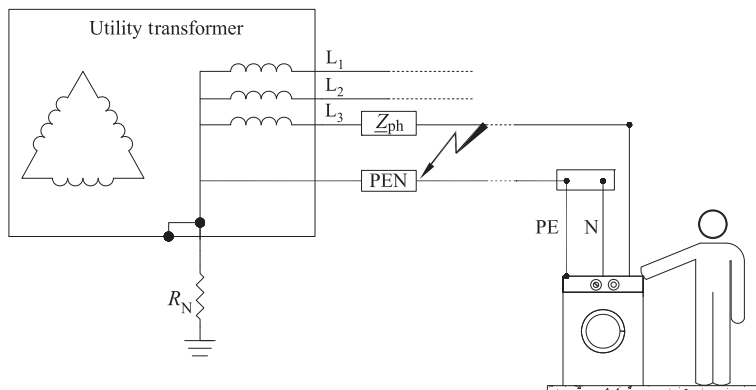 Utility transformer
L1
L2
L3
Zph
PEN
PE N
RN